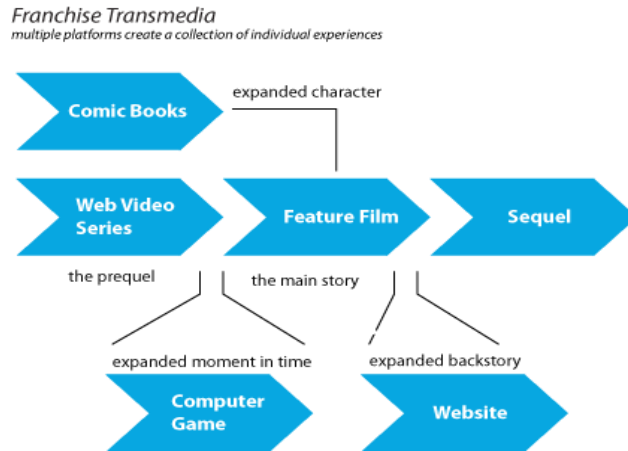 Franchise Transmedia
multiple platforms create a collection of individual experiences
Comic Books
expanded character
Web Video
Series
Feature Film
Sequel
the prequel
the main story
expanded moment in time
expanded backstory
Computer
Game
Website